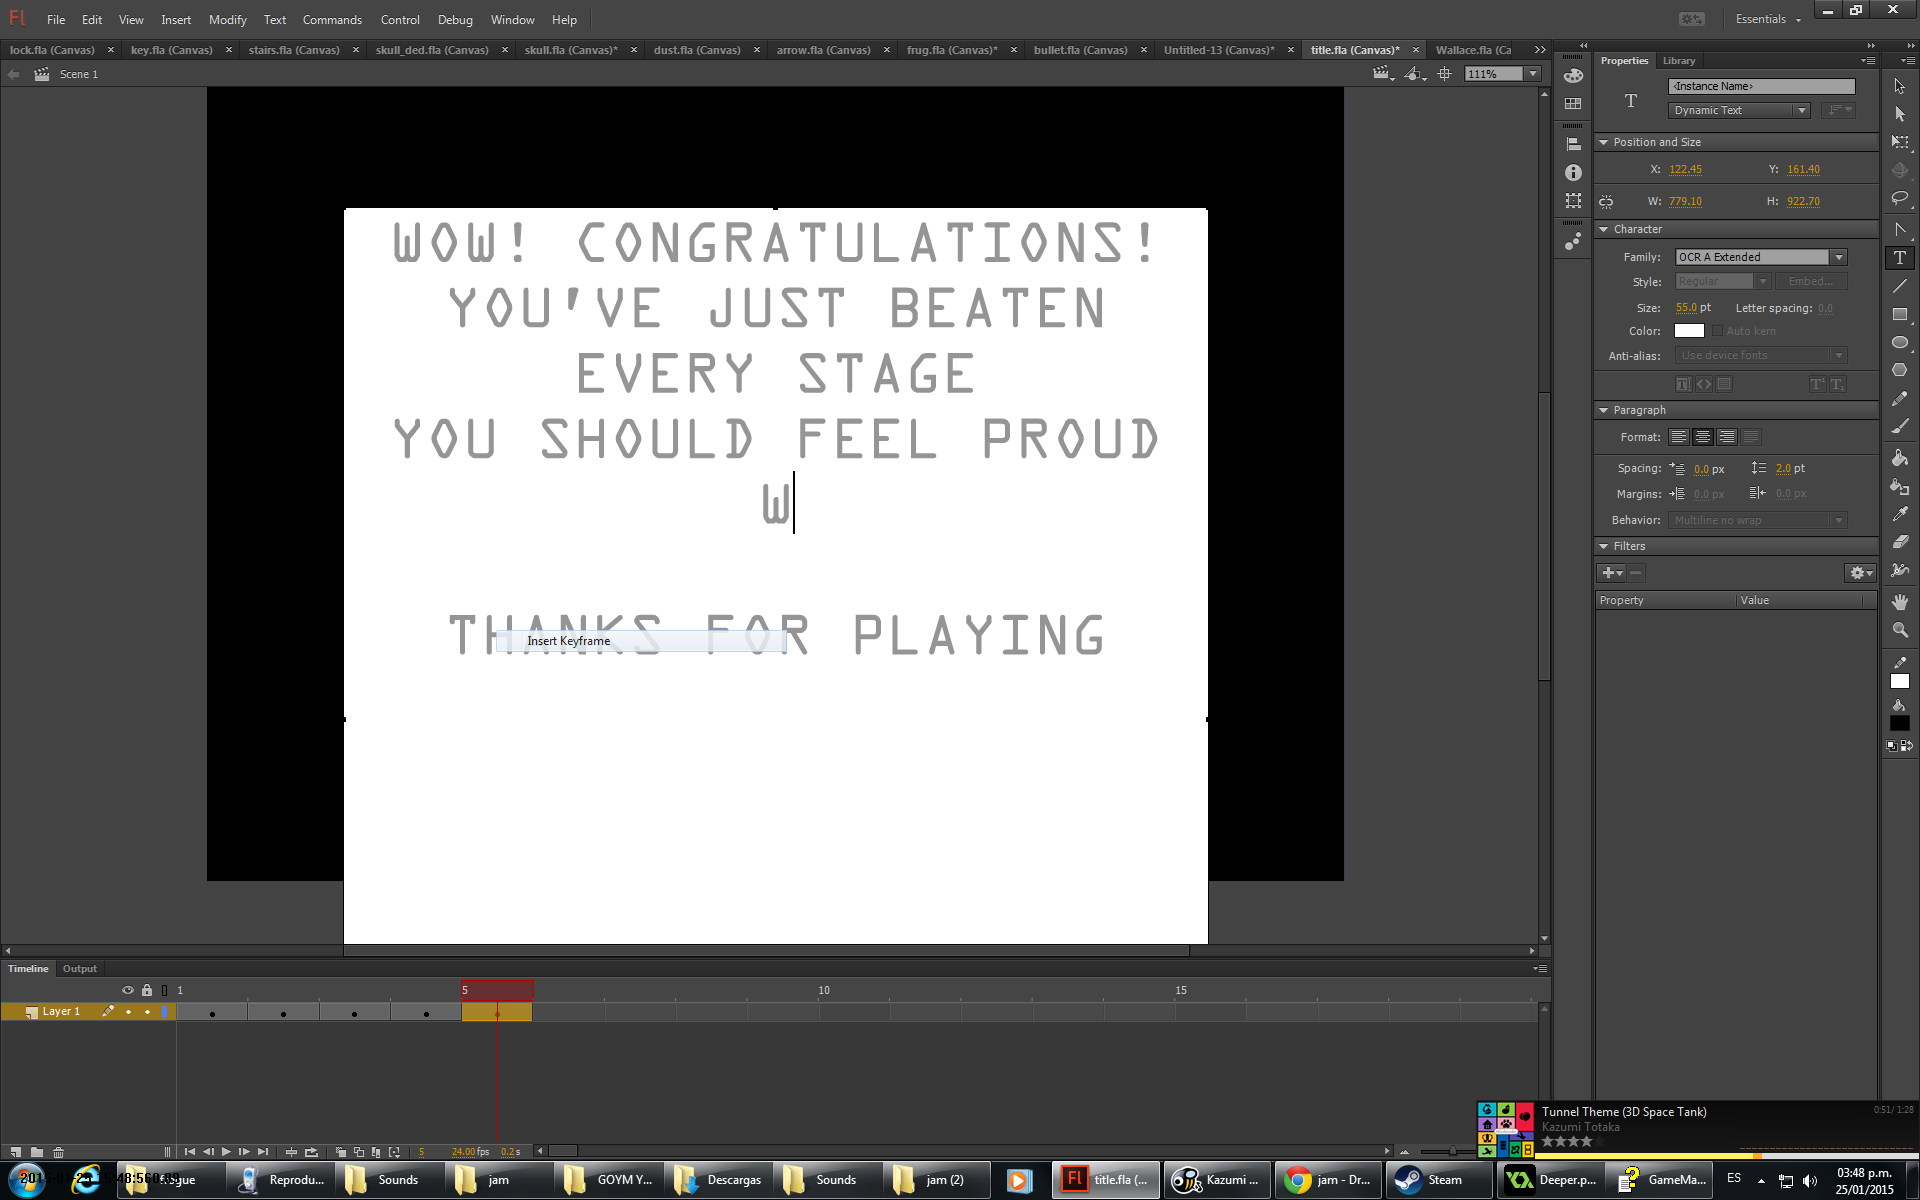 Fl File Edit View Insert Modify Text Commands Control Debug Window Help Essentials
lock.fla (Canvas) key.fla (Canvas) stairs.fla (Canvas) skull_ded.fla (Canvas) skull.fla (Canvas)* dust.fla (Canvas) arrow.fla (Canvas) frug.fla (Canvas)* bullet.fla (Canvas) Untitled-13 (Canvas)* title.fla (Canvas)* Wallace.fla (Ca
Scene 1 111%
WOW! CONGRATULATIONS!
YOU'VE JUST BEATEN
EVERY STAGE
YOU SHOULD FEEL PROUD
W
THANKS FOR PLAYING
Insert Keyframe
Properties Library
<Instance Name>
Dynamic Text
Position and Size
X: 122.45 Y: 161.40
W: 779.10 H: 922.70
Character
Family: OCR A Extended
Style: Regular Embed...
Size: 55.0 pt Letter spacing: 0.0
Color: Auto kern
Anti-alias: Use device fonts
Paragraph
Format:
Spacing: 0.0 px 2.0 pt
Margins: 0.0 px 0.0 px
Behavior: Multiline no wrap
Filters
Property Value
Timeline Output
1 5 10 15
Layer 1
5 24.00 fps 0.2 s
Tunnel Theme (3D Space Tank) 0:51/ 1:28
Kazumi Totaka
Reprodu... Sounds jam GOYM Y... Descargas Sounds jam (2) title.fla (... Kazumi ... jam - Dr... Steam Deeper.p... GameMa... ES 03:48 p.m.
25/01/2015